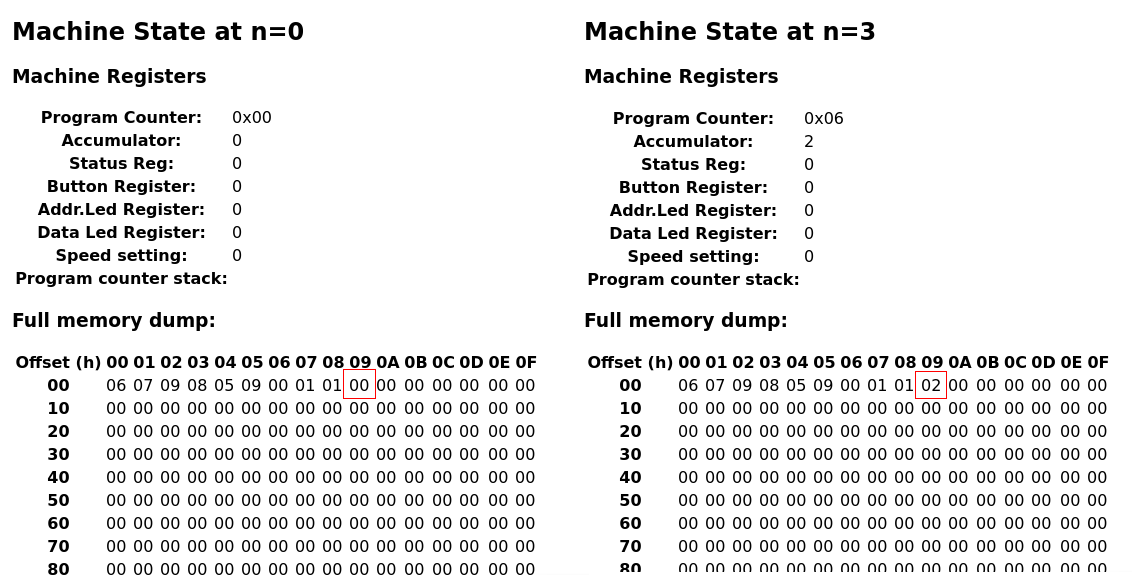 Machine State at n=0
Machine Registers
Program Counter: 0x00
Accumulator: 0
Status Reg: 0
Button Register: 0
Addr.Led Register: 0
Data Led Register: 0
Speed setting: 0
Program counter stack:
Full memory dump:
Offset (h) 00 01 02 03 04 05 06 07 08 09 0A 0B 0C 0D 0E 0F
00 06 07 09 08 05 09 00 01 01 00 00 00 00 00 00 00
10 00 00 00 00 00 00 00 00 00 00 00 00 00 00 00 00
20 00 00 00 00 00 00 00 00 00 00 00 00 00 00 00 00
30 00 00 00 00 00 00 00 00 00 00 00 00 00 00 00 00
40 00 00 00 00 00 00 00 00 00 00 00 00 00 00 00 00
50 00 00 00 00 00 00 00 00 00 00 00 00 00 00 00 00
60 00 00 00 00 00 00 00 00 00 00 00 00 00 00 00 00
70 00 00 00 00 00 00 00 00 00 00 00 00 00 00 00 00
80 00 00 00 00 00 00 00 00 00 00 00 00 00 00 00 00
Machine State at n=3
Machine Registers
Program Counter: 0x06
Accumulator: 2
Status Reg: 0
Button Register: 0
Addr.Led Register: 0
Data Led Register: 0
Speed setting: 0
Program counter stack:
Full memory dump:
Offset (h) 00 01 02 03 04 05 06 07 08 09 0A 0B 0C 0D 0E 0F
00 06 07 09 08 05 09 00 01 01 02 00 00 00 00 00 00
10 00 00 00 00 00 00 00 00 00 00 00 00 00 00 00 00
20 00 00 00 00 00 00 00 00 00 00 00 00 00 00 00 00
30 00 00 00 00 00 00 00 00 00 00 00 00 00 00 00 00
40 00 00 00 00 00 00 00 00 00 00 00 00 00 00 00 00
50 00 00 00 00 00 00 00 00 00 00 00 00 00 00 00 00
60 00 00 00 00 00 00 00 00 00 00 00 00 00 00 00 00
70 00 00 00 00 00 00 00 00 00 00 00 00 00 00 00 00
80 00 00 00 00 00 00 00 00 00 00 00 00 00 00 00 00